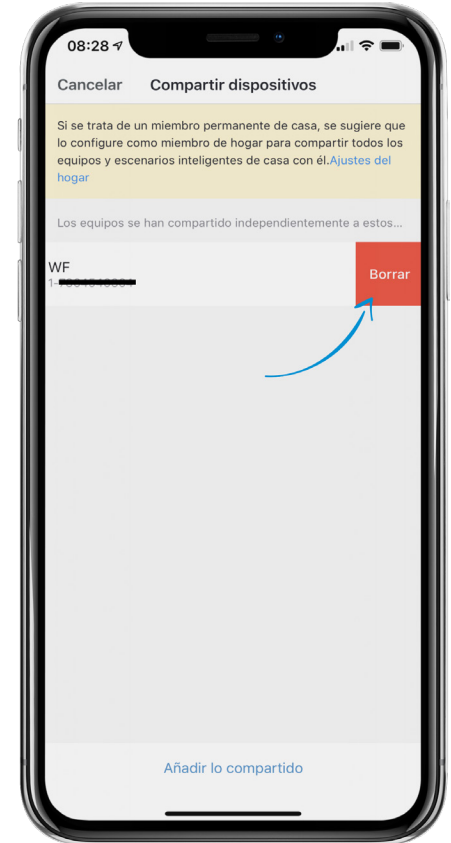 08:28
Cancelar Compartir dispositivos
Si se trata de un miembro permanente de casa, se sugiere que
lo configure como miembro de hogar para compartir todos los
equipos y escenarios inteligentes de casa con él.Ajustes del
hogar
Los equipos se han compartido independientemente a estos...
WF
Borrar
Añadir lo compartido